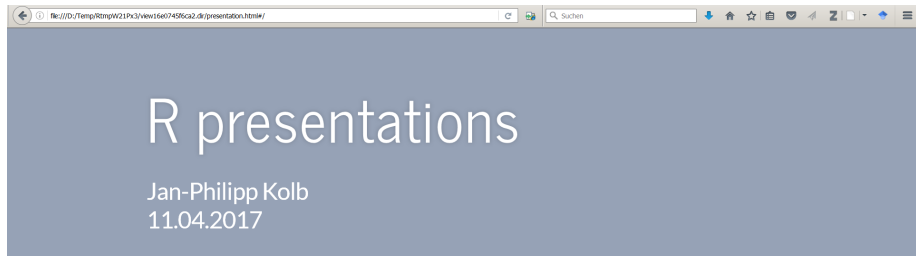 file:///D:/Temp/RtmpW21Px3/view16e0745f6ca2.dir/presentation.html#/
Suchen
R presentations
Jan-Philipp Kolb
11.04.2017